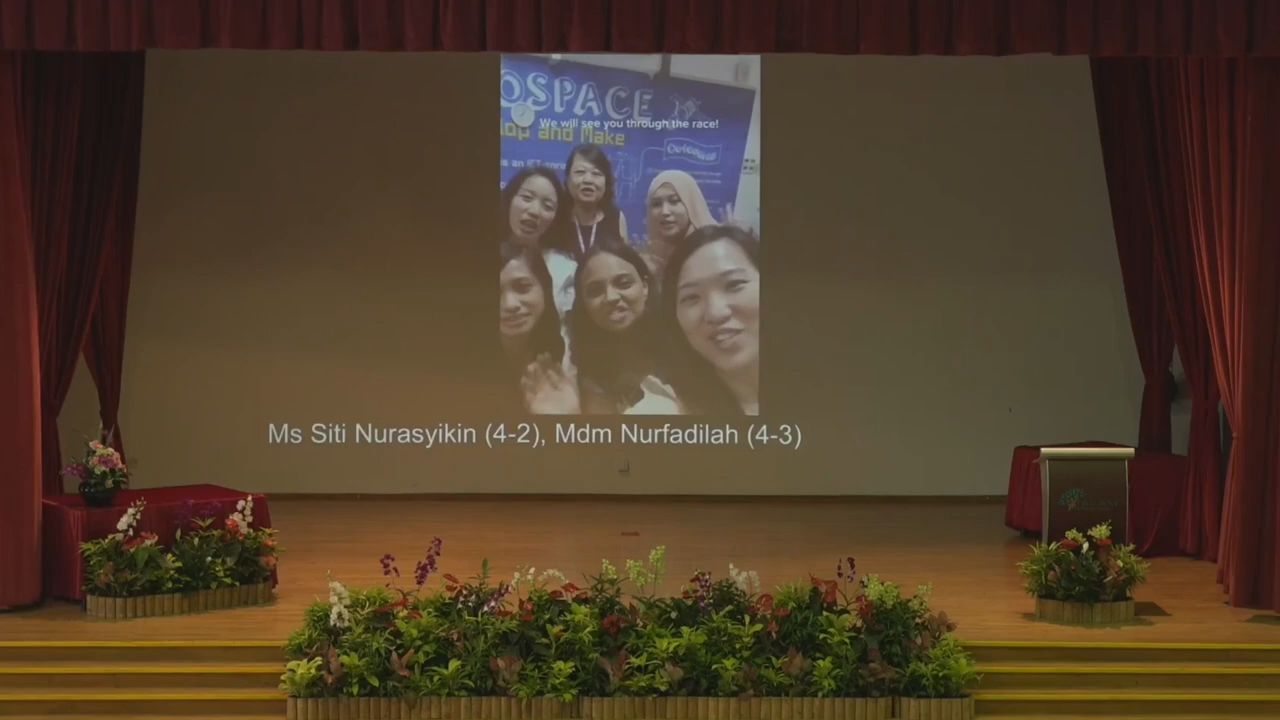 OSPACE
We will see you through the race!
and Make
Ms Siti Nurasyikin (4-2), Mdm Nurfadilah (4-3)